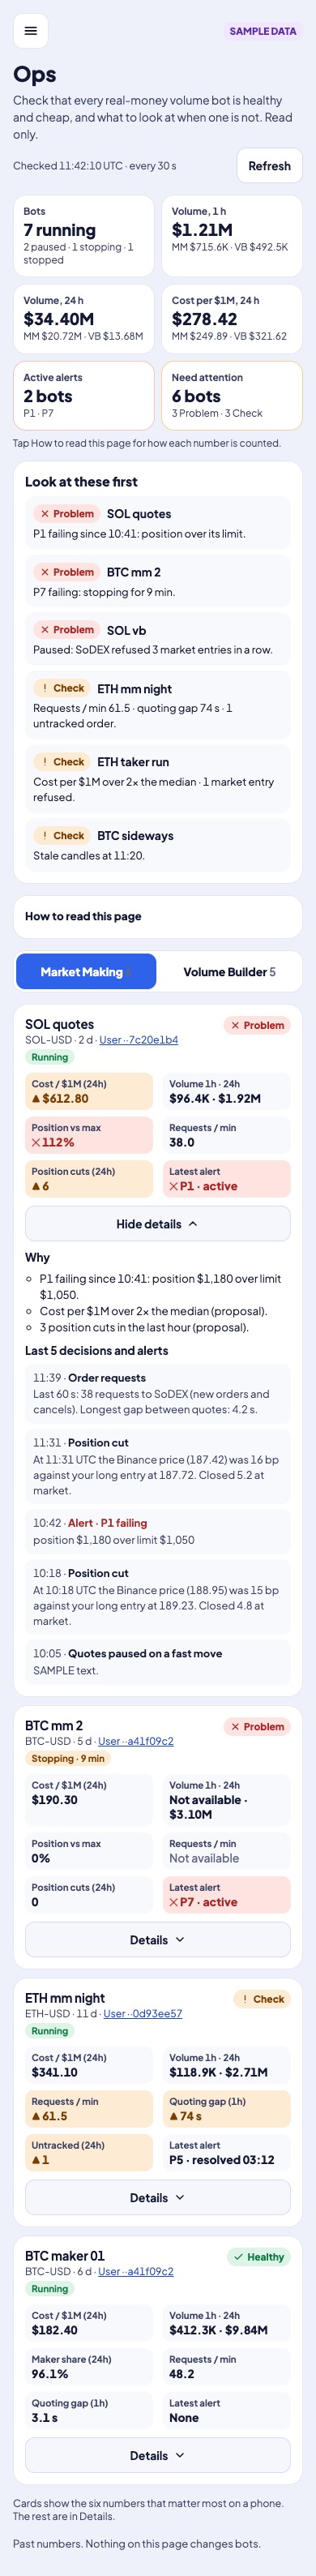 SAMPLE DATA
Ops
Check that every real-money volume bot is healthy
and cheap, and what to look at when one is not. Read
only.
Checked 11:42:10 UTC · every 30 s
Refresh
Bots
7 running
2 paused · 1 stopping · 1
stopped
Volume, 1 h
$1.21M
MM $715.6K · VB $492.5K
Volume, 24 h
$34.40M
MM $20.72M · VB $13.68M
Cost per $1M, 24 h
$278.42
MM $249.89 · VB $321.62
Active alerts
2 bots
P1 · P7
Need attention
6 bots
3 Problem · 3 Check
Tap How to read this page for how each number is counted.
Look at these first
× Problem SOL quotes
P1 failing since 10:41: position over its limit.
× Problem BTC mm 2
P7 failing: stopping for 9 min.
× Problem SOL vb
Paused: SoDEX refused 3 market entries in a row.
! Check ETH mm night
Requests / min 61.5 · quoting gap 74 s · 1
untracked order.
! Check ETH taker run
Cost per $1M over 2× the median · 1 market entry
refused.
! Check BTC sideways
Stale candles at 11:20.
How to read this page
Market Making
Volume Builder 5
SOL quotes
× Problem
SOL-USD · 2 d · User ··7c20e1b4
Running
Cost / $1M (24h)
▲ $612.80
Volume 1h · 24h
$96.4K · $1.92M
Position vs max
× 112%
Requests / min
38.0
Position cuts (24h)
▲ 6
Latest alert
× P1 · active
Hide details
Why
P1 failing since 10:41: position $1,180 over limit
$1,050.
Cost per $1M over 2× the median (proposal).
3 position cuts in the last hour (proposal).
Last 5 decisions and alerts
11:39 · Order requests
Last 60 s: 38 requests to SoDEX (new orders and
cancels). Longest gap between quotes: 4.2 s.
11:31 · Position cut
At 11:31 UTC the Binance price (187.42) was 16 bp
against your long entry at 187.72. Closed 5.2 at
market.
10:42 · Alert · P1 failing
position $1,180 over limit $1,050
10:18 · Position cut
At 10:18 UTC the Binance price (188.95) was 15 bp
against your long entry at 189.23. Closed 4.8 at
market.
10:05 · Quotes paused on a fast move
SAMPLE text.
BTC mm 2
× Problem
BTC-USD · 5 d · User ··a41f09c2
Stopping · 9 min
Cost / $1M (24h)
$190.30
Volume 1h · 24h
Not available ·
$3.10M
Position vs max
0%
Requests / min
Not available
Position cuts (24h)
0
Latest alert
× P7 · active
Details
ETH mm night
! Check
ETH-USD · 11 d · User ··0d93ee57
Running
Cost / $1M (24h)
$341.10
Volume 1h · 24h
$118.9K · $2.71M
Requests / min
▲ 61.5
Quoting gap (1h)
▲ 74 s
Untracked (24h)
▲ 1
Latest alert
P5 · resolved 03:12
Details
BTC maker 01
✓ Healthy
BTC-USD · 6 d · User ··a41f09c2
Running
Cost / $1M (24h)
$182.40
Volume 1h · 24h
$412.3K · $9.84M
Maker share (24h)
96.1%
Requests / min
48.2
Quoting gap (1h)
3.1 s
Latest alert
None
Details
Cards show the six numbers that matter most on a phone.
The rest are in Details.
Past numbers. Nothing on this page changes bots.